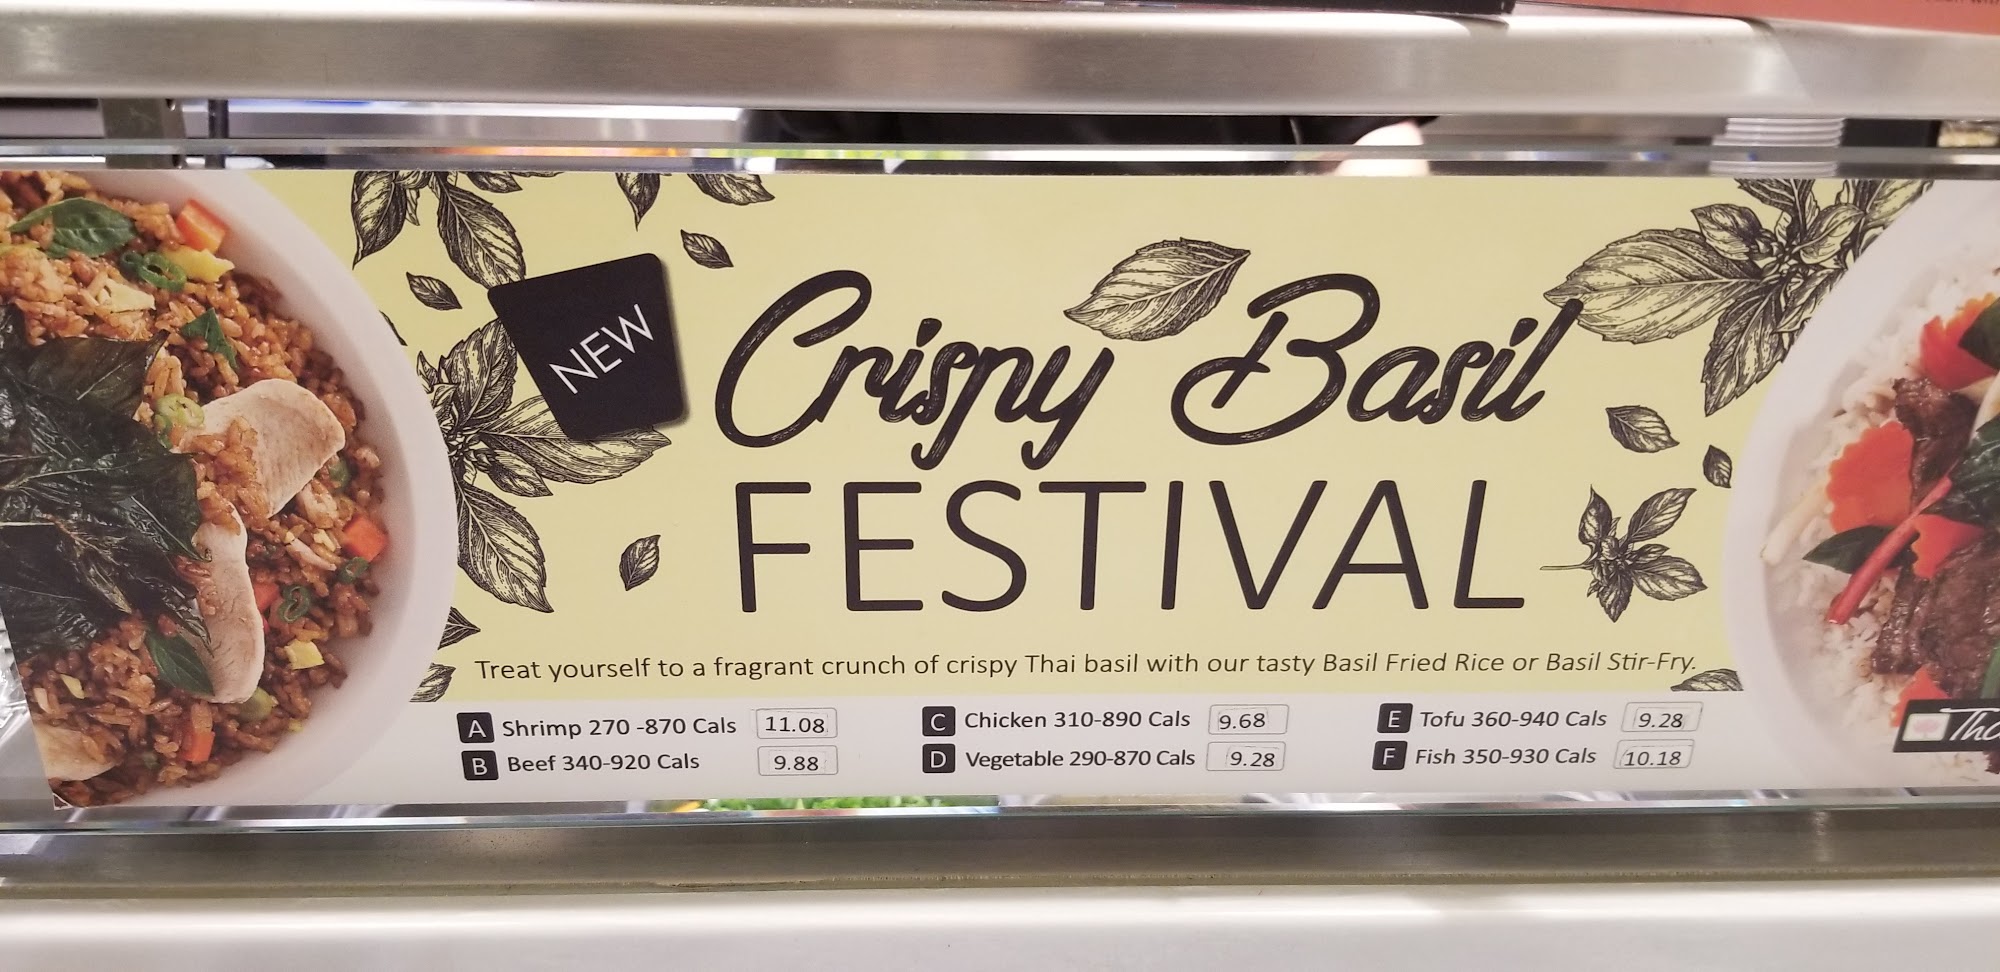 NEW
Crispy Basil
FESTIVAL
Treat yourself to a fragrant crunch of crispy Thai basil with our tasty Basil Fried Rice or Basil Stir-Fry.
A Shrimp 270 -870 Cals 11.08
B Beef 340-920 Cals 9.88
C Chicken 310-890 Cals 9.68
D Vegetable 290-870 Cals 9.28
E Tofu 360-940 Cals 9.28
F Fish 350-930 Cals 10.18